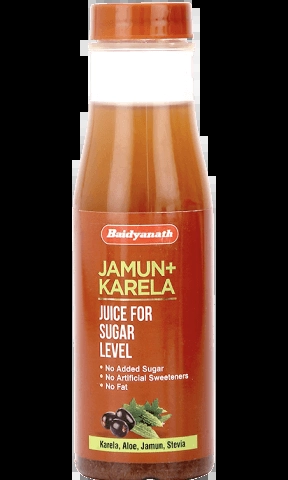 Baidyanath
JAMUN+
KARELA
JUICE FOR
SUGAR
LEVEL
• No Added Sugar
• No Artificial Sweeteners
• No Fat
Karela, Aloe, Jamun, Stevia